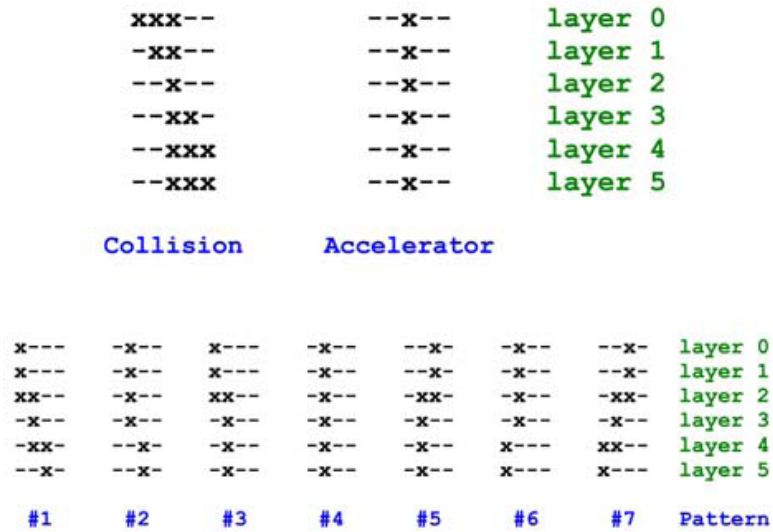 xxx-- --x-- layer 0
-xx-- --x-- layer 1
--x-- --x-- layer 2
--xx- --x-- layer 3
--xxx --x-- layer 4
--xxx --x-- layer 5
Collision Accelerator
x--- -x-- x--- -x-- --x- -x-- --x- layer 0
x--- -x-- x--- -x-- --x- -x-- --x- layer 1
xx-- -x-- xx-- -x-- -xx- -x-- -xx- layer 2
-x-- -x-- -x-- -x-- -x-- -x-- -x-- layer 3
-xx- --x- -x-- -x-- -x-- x--- xx-- layer 4
--x- --x- -x-- -x-- -x-- x--- x--- layer 5
#1 #2 #3 #4 #5 #6 #7 Pattern